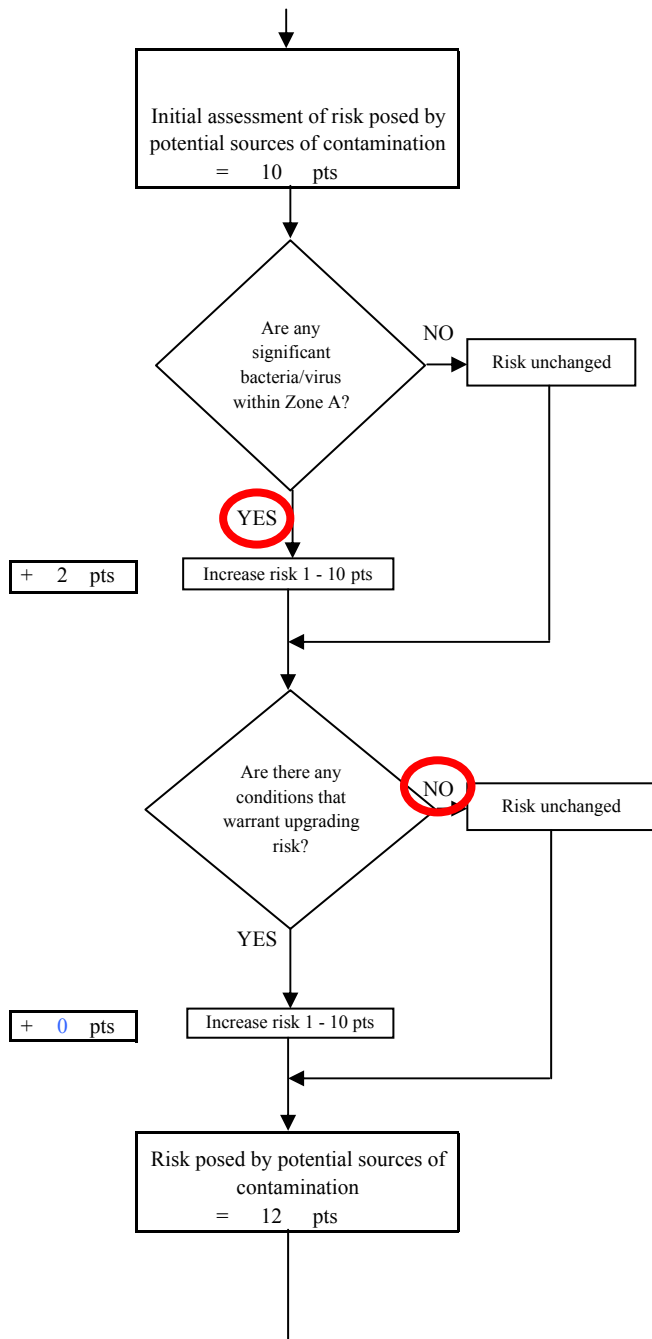 Initial assessment of risk posed by
potential sources of contamination
= 10 pts
Are any
significant
bacteria/virus
within Zone A?
NO
Risk unchanged
YES
+ 2 pts
Increase risk 1 - 10 pts
Are there any
conditions that
warrant upgrading
risk?
NO
Risk unchanged
YES
+ 0 pts
Increase risk 1 - 10 pts
Risk posed by potential sources of
contamination
= 12 pts